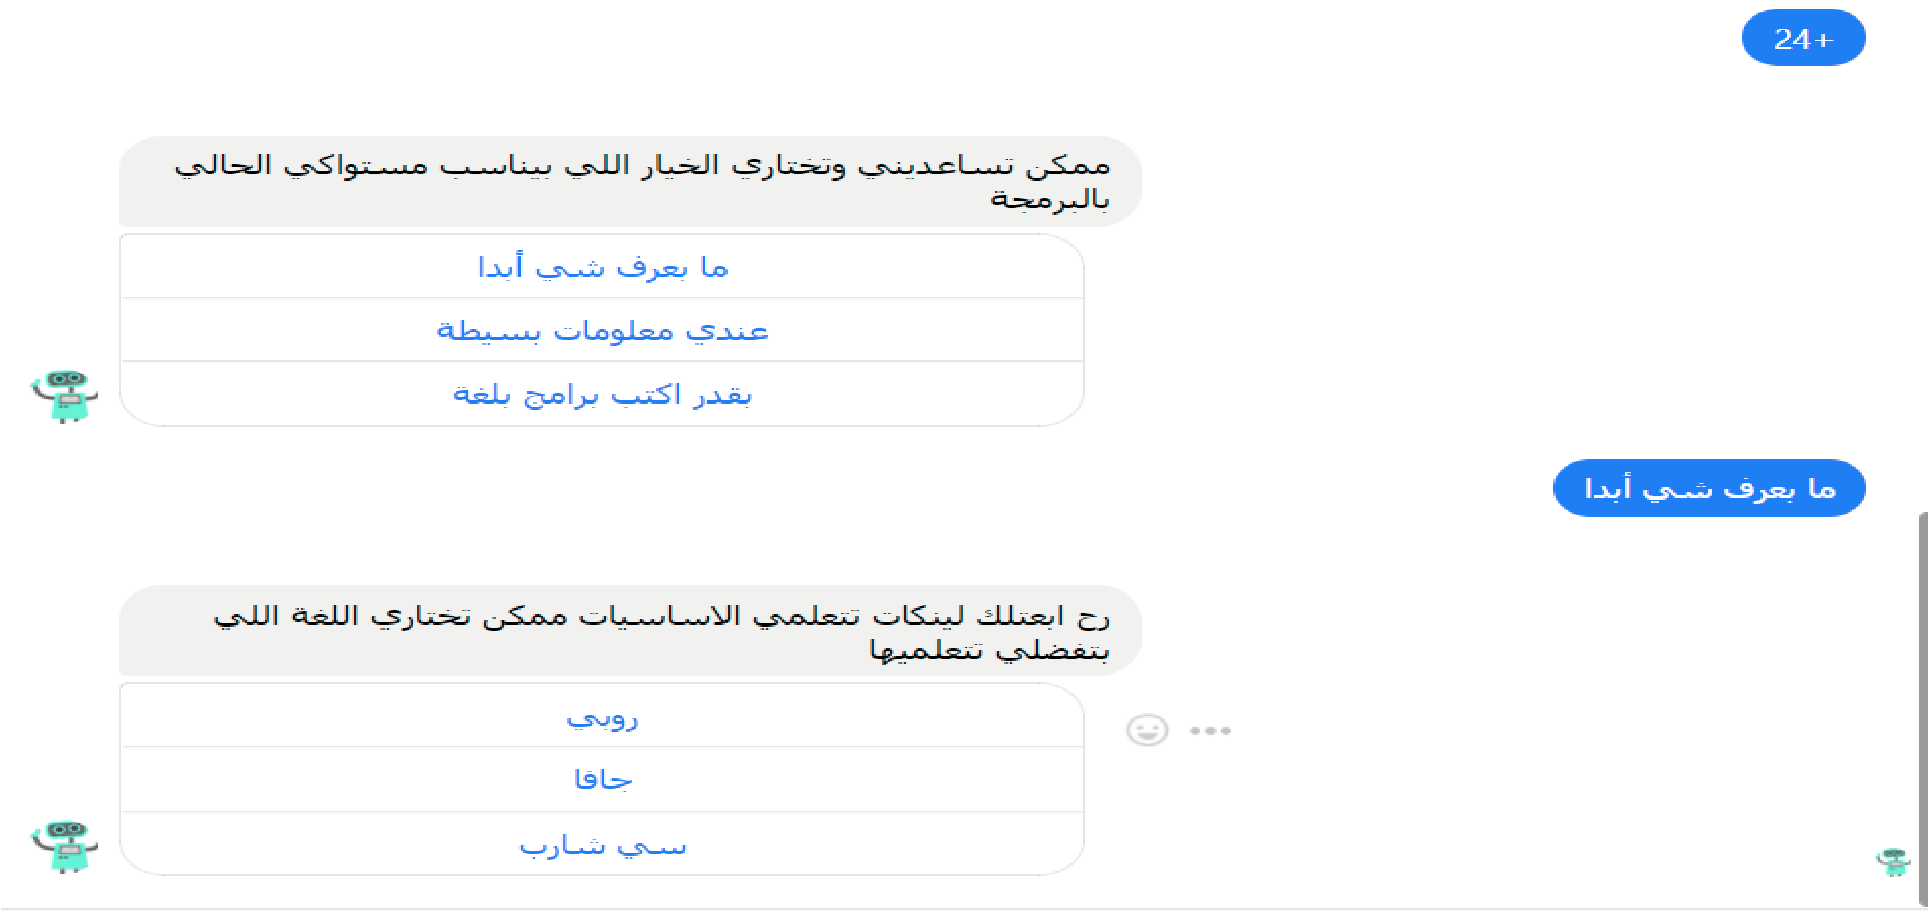 24+
ممكن تساعديني وتختاري الخيار اللي بيناسب مستواكي الحالي
بالبرمجة
ما بعرف شي أبدا
عندي معلومات بسيطة
بقدر اكتب برامج بلغة
ما بعرف شي أبدا
رح ابعتلك لينكات تتعلمي الاساسيات ممكن تختاري اللغة اللي
بتفضلي تتعلميها
روبي
جافا
سي شارب